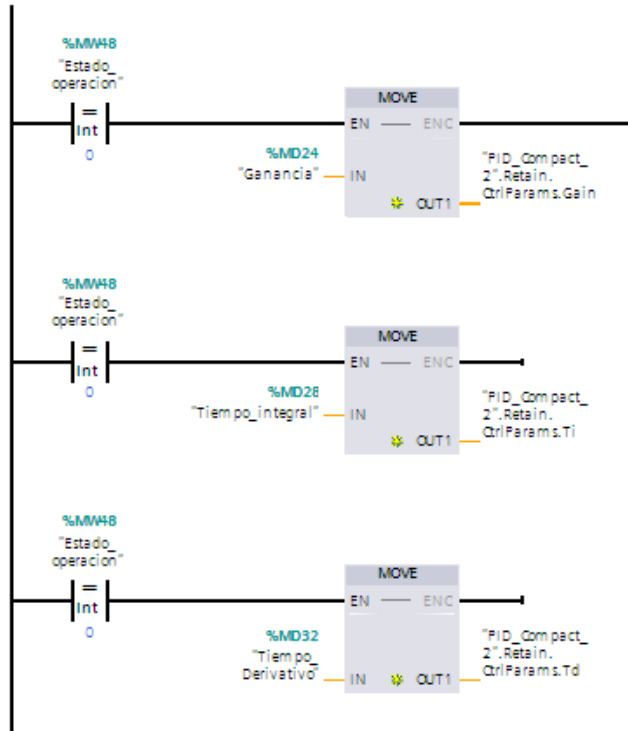 %MW48
"Estado_
operacion"
=
Int
0
MOVE
EN
ENO
%MD24
"Ganancia"
IN
OUT1
"PID_Compact_
2".Retain.
CtrlParams.Gain
%MW48
"Estado_
operacion"
=
Int
0
MOVE
EN
ENO
%MD28
"Tiempo_integral"
IN
OUT1
"PID_Compact_
2".Retain.
CtrlParams.Ti
%MW48
"Estado_
operacion"
=
Int
0
MOVE
EN
ENO
%MD32
"Tiempo_
Derivativo"
IN
OUT1
"PID_Compact_
2".Retain.
CtrlParams.Td